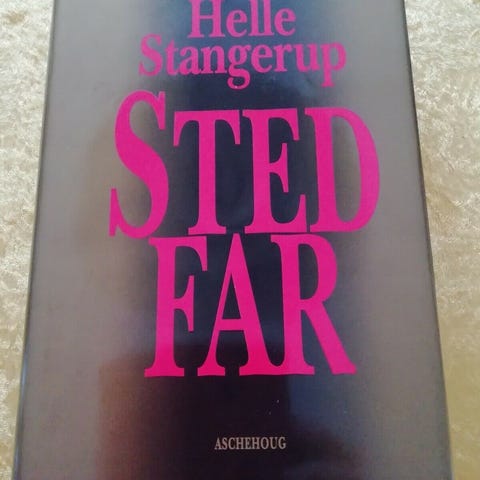 Helle
Stangerup
STED
FAR
ASCHEHOUG